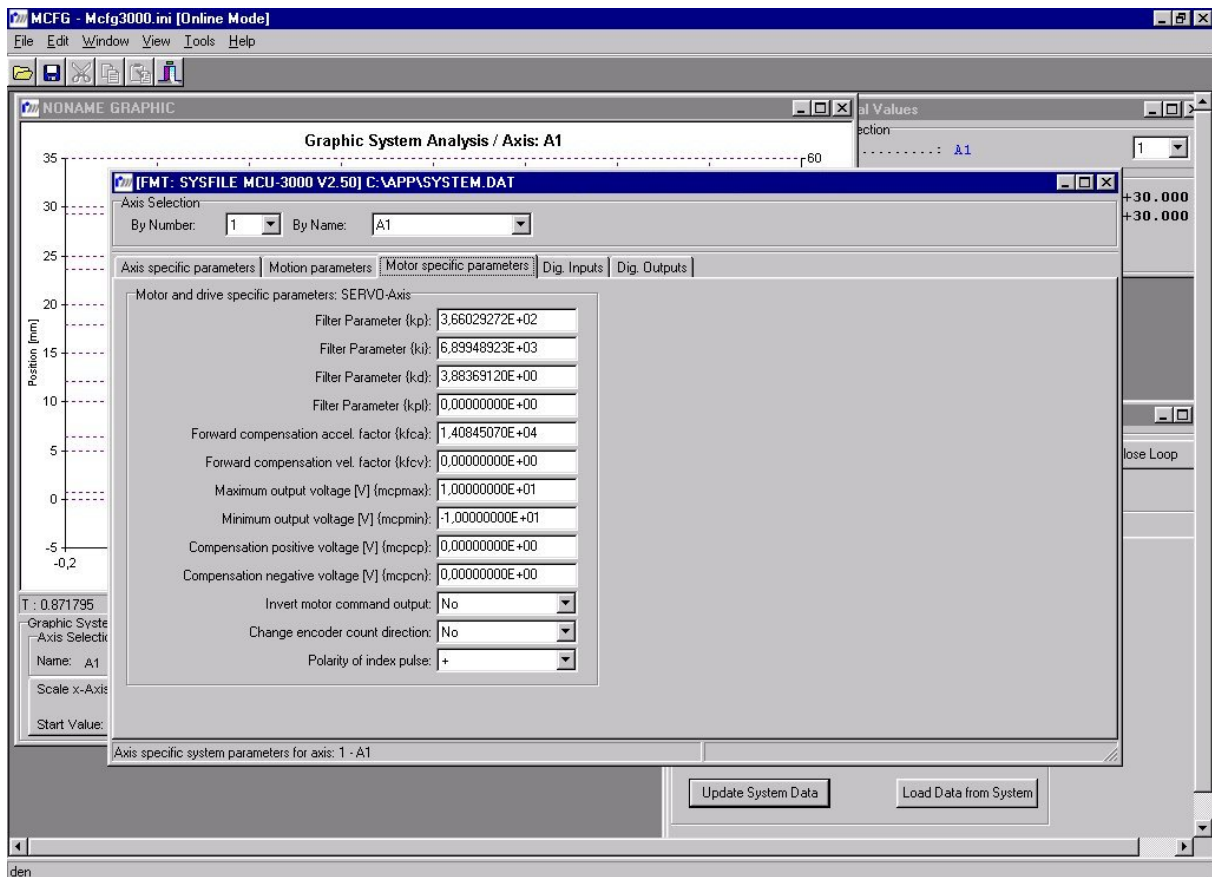 MCFG - Mcfg3000.ini [Online Mode]
File Edit Window View Tools Help
NONAME GRAPHIC
Graphic System Analysis / Axis: A1
35
60
30
25
20
15
10
5
0
-5
-0,2
Position [mm]
T : 0.871795
Graphic Syste
Axis Selectio
Name: A1
Scale x-Axis
Start Value:
al Values
ection
.........: A1
1
+30.000
+30.000
[FMT: SYSFILE MCU-3000 V2.50] C:\APP\SYSTEM.DAT
Axis Selection
By Number: 1 By Name: A1
Axis specific parameters Motion parameters Motor specific parameters Dig. Inputs Dig. Outputs
Motor and drive specific parameters: SERVO-Axis
Filter Parameter {kp}: 3,66029272E+02
Filter Parameter {ki}: 6,89948923E+03
Filter Parameter {kd}: 3,88369120E+00
Filter Parameter {kpl}: 0,00000000E+00
Forward compensation accel. factor {kfca}: 1,40845070E+04
Forward compensation vel. factor {kfcv}: 0,00000000E+00
Maximum output voltage [V] {mcpmax}: 1,00000000E+01
Minimum output voltage [V] {mcpmin}: -1,00000000E+01
Compensation positive voltage [V] {mcpcp}: 0,00000000E+00
Compensation negative voltage [V] {mcpcn}: 0,00000000E+00
Invert motor command output: No
Change encoder count direction: No
Polarity of index pulse: +
Axis specific system parameters for axis: 1 - A1
lose Loop
Update System Data Load Data from System
den